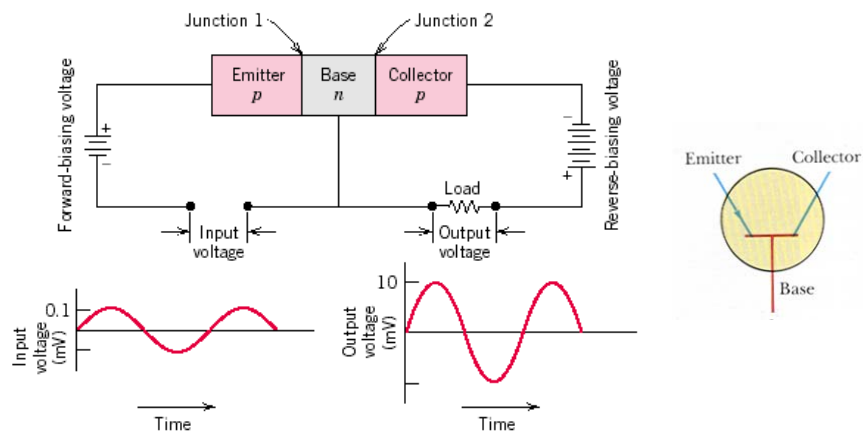 Junction 1
Junction 2
Emitter
p
Base
n
Collector
p
Forward-biasing voltage
+
−
Reverse-biasing voltage
−
+
Load
Input
voltage
Output
voltage
Emitter
Collector
Base
Input
voltage
(mV)
0.1
Time
Output
voltage
(mV)
10
Time